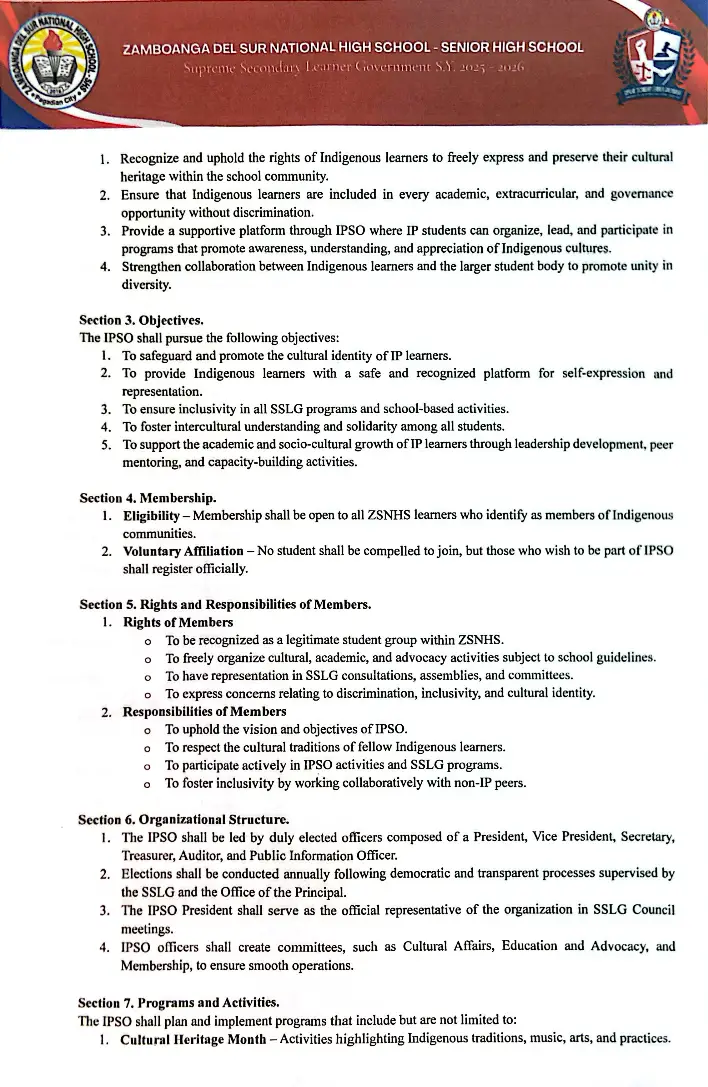 ZAMBOANGA DEL SUR NATIONAL HIGH SCHOOL - SENIOR HIGH SCHOOL
Supreme Secondary Learner Government S.Y. 2025 - 2026
ZAMBOANGA DEL SUR NATIONAL HIGH SCHOOL - SHS
Pagadian City
1. Recognize and uphold the rights of Indigenous learners to freely express and preserve their cultural
heritage within the school community.
2. Ensure that Indigenous learners are included in every academic, extracurricular, and governance
opportunity without discrimination.
3. Provide a supportive platform through IPSO where IP students can organize, lead, and participate in
programs that promote awareness, understanding, and appreciation of Indigenous cultures.
4. Strengthen collaboration between Indigenous learners and the larger student body to promote unity in
diversity.
Section 3. Objectives.
The IPSO shall pursue the following objectives:
1. To safeguard and promote the cultural identity of IP learners.
2. To provide Indigenous learners with a safe and recognized platform for self-expression and
representation.
3. To ensure inclusivity in all SSLG programs and school-based activities.
4. To foster intercultural understanding and solidarity among all students.
5. To support the academic and socio-cultural growth of IP learners through leadership development, peer
mentoring, and capacity-building activities.
Section 4. Membership.
1. Eligibility – Membership shall be open to all ZSNHS learners who identify as members of Indigenous
communities.
2. Voluntary Affiliation – No student shall be compelled to join, but those who wish to be part of IPSO
shall register officially.
Section 5. Rights and Responsibilities of Members.
1. Rights of Members
o To be recognized as a legitimate student group within ZSNHS.
o To freely organize cultural, academic, and advocacy activities subject to school guidelines.
o To have representation in SSLG consultations, assemblies, and committees.
o To express concerns relating to discrimination, inclusivity, and cultural identity.
2. Responsibilities of Members
o To uphold the vision and objectives of IPSO.
o To respect the cultural traditions of fellow Indigenous learners.
o To participate actively in IPSO activities and SSLG programs.
o To foster inclusivity by working collaboratively with non-IP peers.
Section 6. Organizational Structure.
1. The IPSO shall be led by duly elected officers composed of a President, Vice President, Secretary,
Treasurer, Auditor, and Public Information Officer.
2. Elections shall be conducted annually following democratic and transparent processes supervised by
the SSLG and the Office of the Principal.
3. The IPSO President shall serve as the official representative of the organization in SSLG Council
meetings.
4. IPSO officers shall create committees, such as Cultural Affairs, Education and Advocacy, and
Membership, to ensure smooth operations.
Section 7. Programs and Activities.
The IPSO shall plan and implement programs that include but are not limited to:
1. Cultural Heritage Month – Activities highlighting Indigenous traditions, music, arts, and practices.